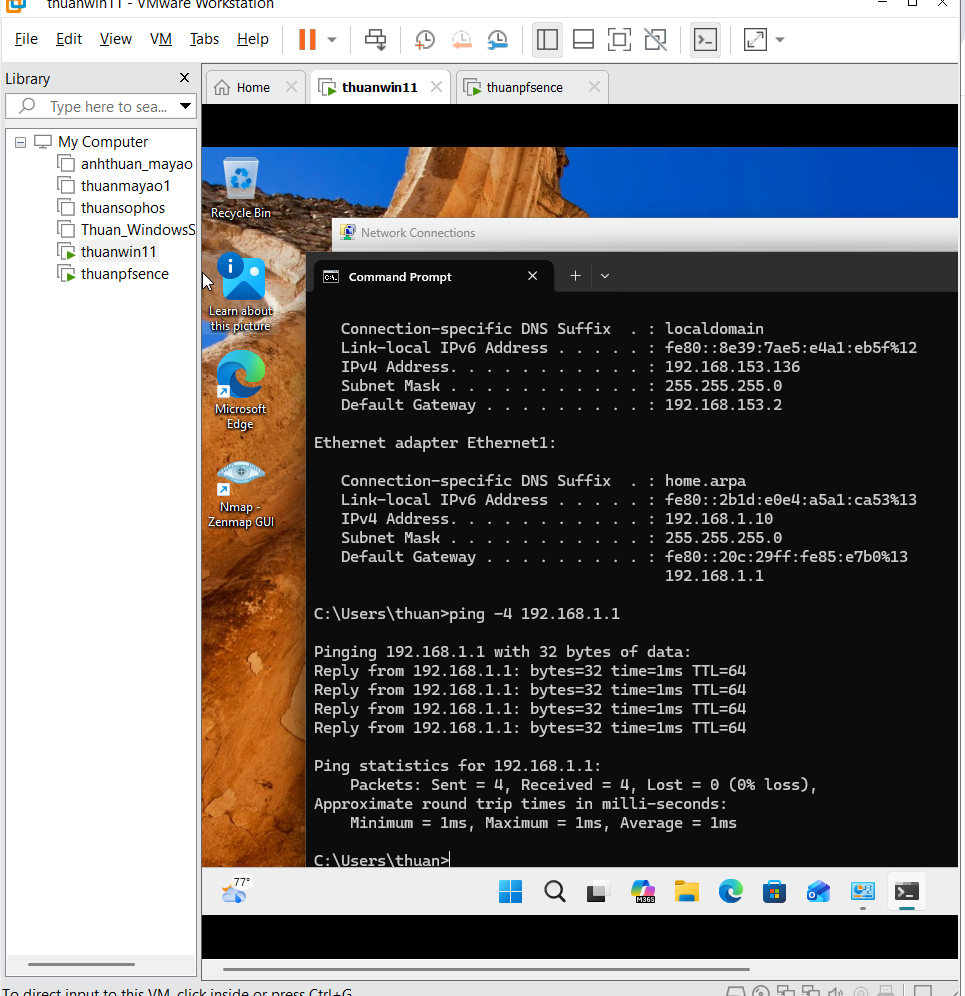 thuanwin11 - VMware Workstation
File Edit View VM Tabs Help
Library
Type here to sea...
My Computer
anhthuan_mayao
thuanmayao1
thuansophos
Thuan_WindowsS
thuanwin11
thuanpfsence
Home
thuanwin11
thuanpfsence
Recycle Bin
Learn about
this picture
Microsoft
Edge
Nmap -
Zenmap GUI
Network Connections
Command Prompt
Connection-specific DNS Suffix . : localdomain
Link-local IPv6 Address . . . . . : fe80::8e39:7ae5:e4a1:eb5f%12
IPv4 Address. . . . . . . . . . . : 192.168.153.136
Subnet Mask . . . . . . . . . . . : 255.255.255.0
Default Gateway . . . . . . . . . : 192.168.153.2
Ethernet adapter Ethernet1:
Connection-specific DNS Suffix . : home.arpa
Link-local IPv6 Address . . . . . : fe80::2b1d:e0e4:a5a1:ca53%13
IPv4 Address. . . . . . . . . . . : 192.168.1.10
Subnet Mask . . . . . . . . . . . : 255.255.255.0
Default Gateway . . . . . . . . . : fe80::20c:29ff:fe85:e7b0%13
192.168.1.1
C:\Users\thuan>ping -4 192.168.1.1
Pinging 192.168.1.1 with 32 bytes of data:
Reply from 192.168.1.1: bytes=32 time=1ms TTL=64
Reply from 192.168.1.1: bytes=32 time=1ms TTL=64
Reply from 192.168.1.1: bytes=32 time=1ms TTL=64
Reply from 192.168.1.1: bytes=32 time=1ms TTL=64
Ping statistics for 192.168.1.1:
Packets: Sent = 4, Received = 4, Lost = 0 (0% loss),
Approximate round trip times in milli-seconds:
Minimum = 1ms, Maximum = 1ms, Average = 1ms
C:\Users\thuan>
77°
M365
To direct input to this VM, click inside or press Ctrl+G.